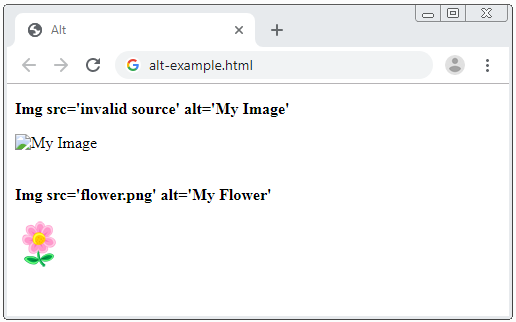 Alt
alt-example.html
Img src='invalid source' alt='My Image'
My Image
Img src='flower.png' alt='My Flower'